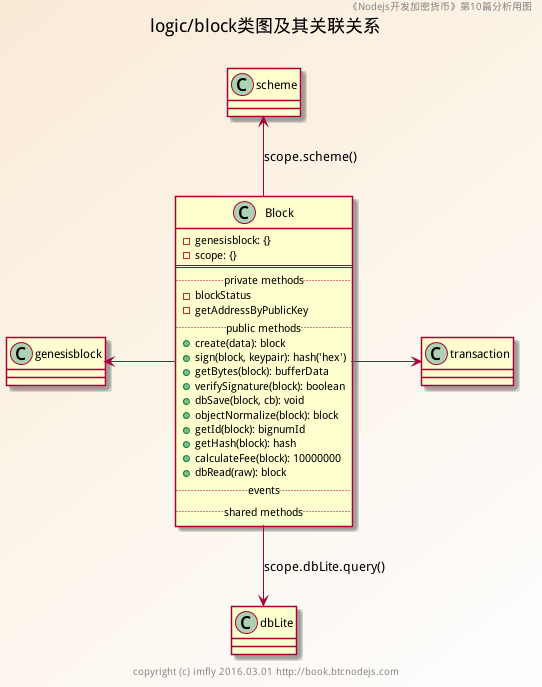 《Nodejs开发加密货币》第10篇分析用图
logic/block类图及其关联关系
C scheme
scope.scheme()
C Block
genesisblock: {}
scope: {}
private methods
blockStatus
getAddressByPublicKey
public methods
create(data): block
sign(block, keypair): hash('hex')
getBytes(block): bufferData
verifySignature(block): boolean
dbSave(block, cb): void
objectNormalize(block): block
getId(block): bignumId
getHash(block): hash
calculateFee(block): 10000000
dbRead(raw): block
events
shared methods
C genesisblock
C transaction
scope.dbLite.query()
C dbLite
copyright (c) imfly 2016.03.01 http://book.btcnodejs.com